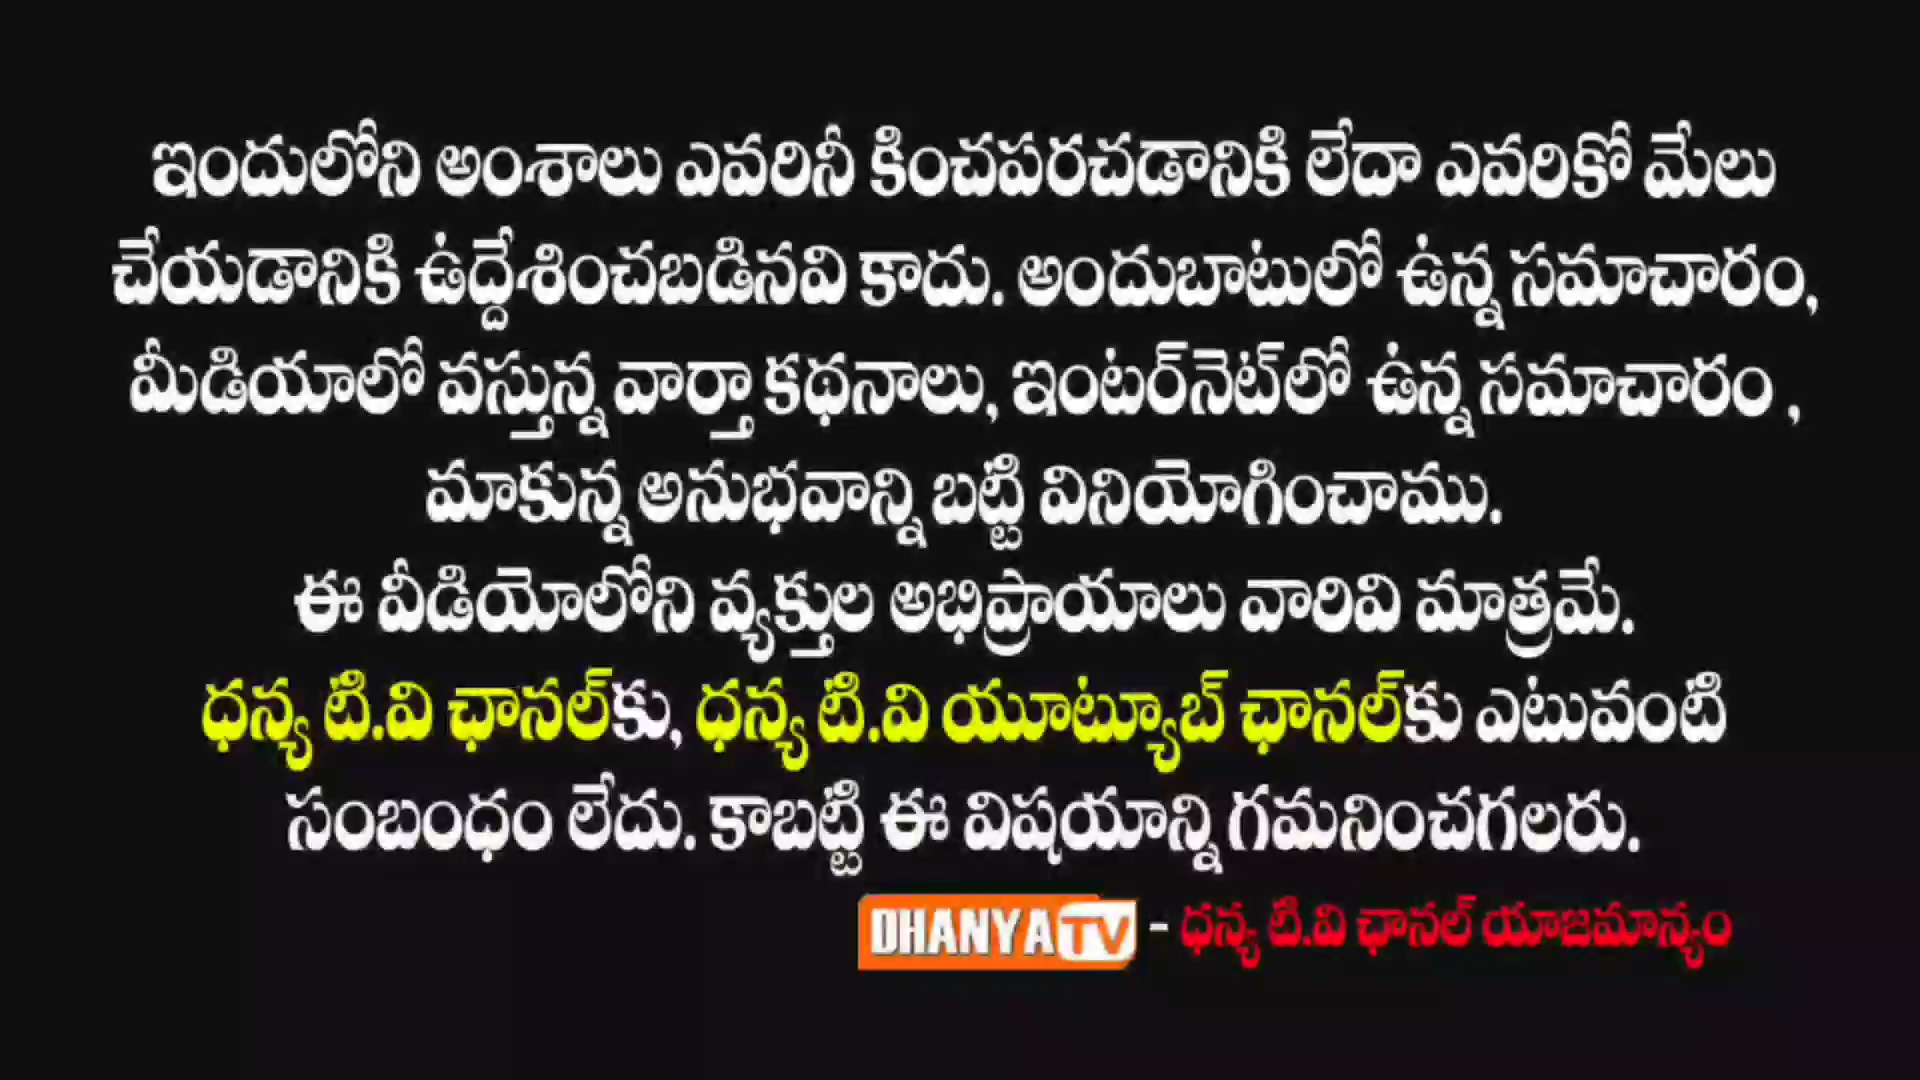 ఇందులోని అంశాలు ఎవరినీ కించపరచడానికి లేదా ఎవరికో మేలు
చేయడానికి ఉద్దేశించబడినవి కాదు. అందుబాటులో ఉన్న సమాచారం,
మీడియాలో వస్తున్న వార్తా కథనాలు, ఇంటర్‌నెట్‌లో ఉన్న సమాచారం ,
మాకున్న అనుభవాన్ని బట్టి వినియోగించాము.
ఈ వీడియోలోని వ్యక్తుల అభిప్రాయాలు వారివి మాత్రమే.
ధన్య టి.వి ఛానల్‌కు, ధన్య టి.వి యూట్యూబ్ ఛానల్‌కు ఎటువంటి
సంబంధం లేదు. కాబట్టి ఈ విషయాన్ని గమనించగలరు.
DHANYA TV - ధన్య టి.వి ఛానల్ యాజమాన్యం